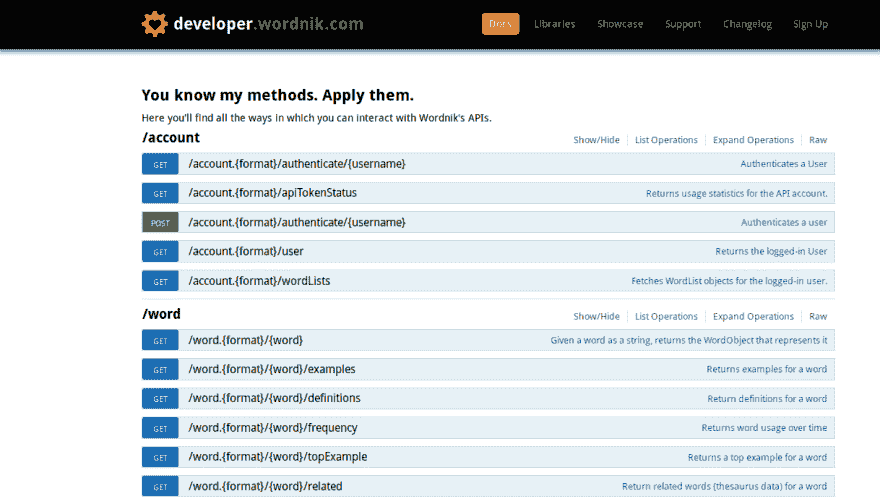 developer.wordnik.com Docs Libraries Showcase Support Changelog Sign Up
You know my methods. Apply them.
Here you'll find all the ways in which you can interact with Wordnik's APIs.
/account Show/Hide List Operations Expand Operations Raw
GET /account.{format}/authenticate/{username} Authenticates a User
GET /account.{format}/apiTokenStatus Returns usage statistics for the API account.
POST /account.{format}/authenticate/{username} Authenticates a user
GET /account.{format}/user Returns the logged-in User
GET /account.{format}/wordLists Fetches WordList objects for the logged-in user.
/word Show/Hide List Operations Expand Operations Raw
GET /word.{format}/{word} Given a word as a string, returns the WordObject that represents it
GET /word.{format}/{word}/examples Returns examples for a word
GET /word.{format}/{word}/definitions Return definitions for a word
GET /word.{format}/{word}/frequency Returns word usage over time
GET /word.{format}/{word}/topExample Returns a top example for a word
GET /word.{format}/{word}/related Return related words (thesaurus data) for a word